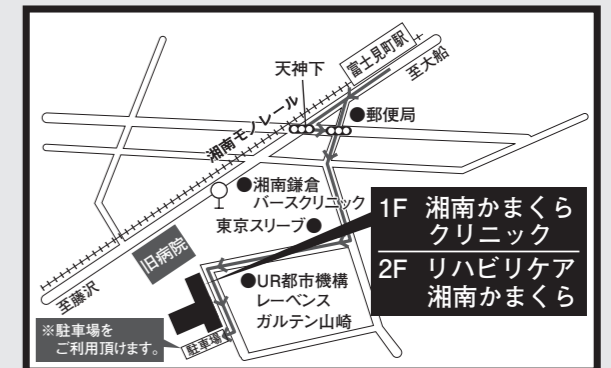 富士見町駅
至大船
天神下
●郵便局
湘南モノレール
●湘南鎌倉
バースクリニック
東京スリーブ●
1F 湘南かまくら
クリニック
2F リハビリケア
湘南かまくら
旧病院
●UR都市機構
レーベンス
ガルテン山崎
至藤沢
※駐車場を
ご利用頂けます。
駐車場